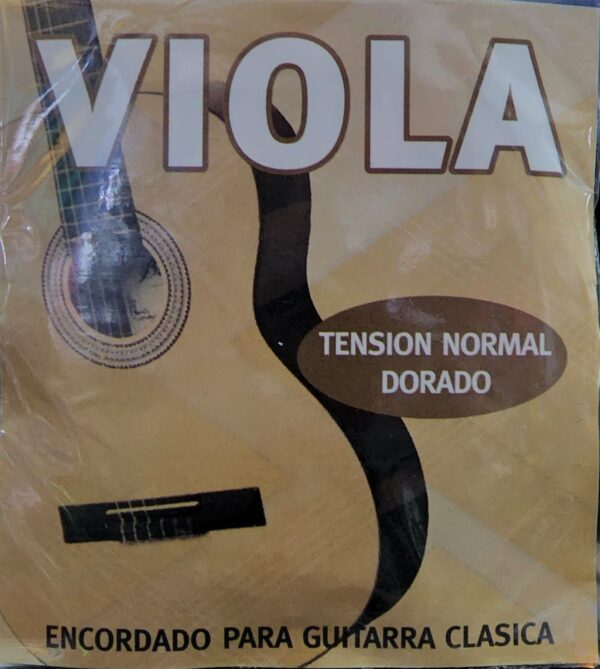 VIOLA
TENSION NORMAL
DORADO
ENCORDADO PARA GUITARRA CLASICA